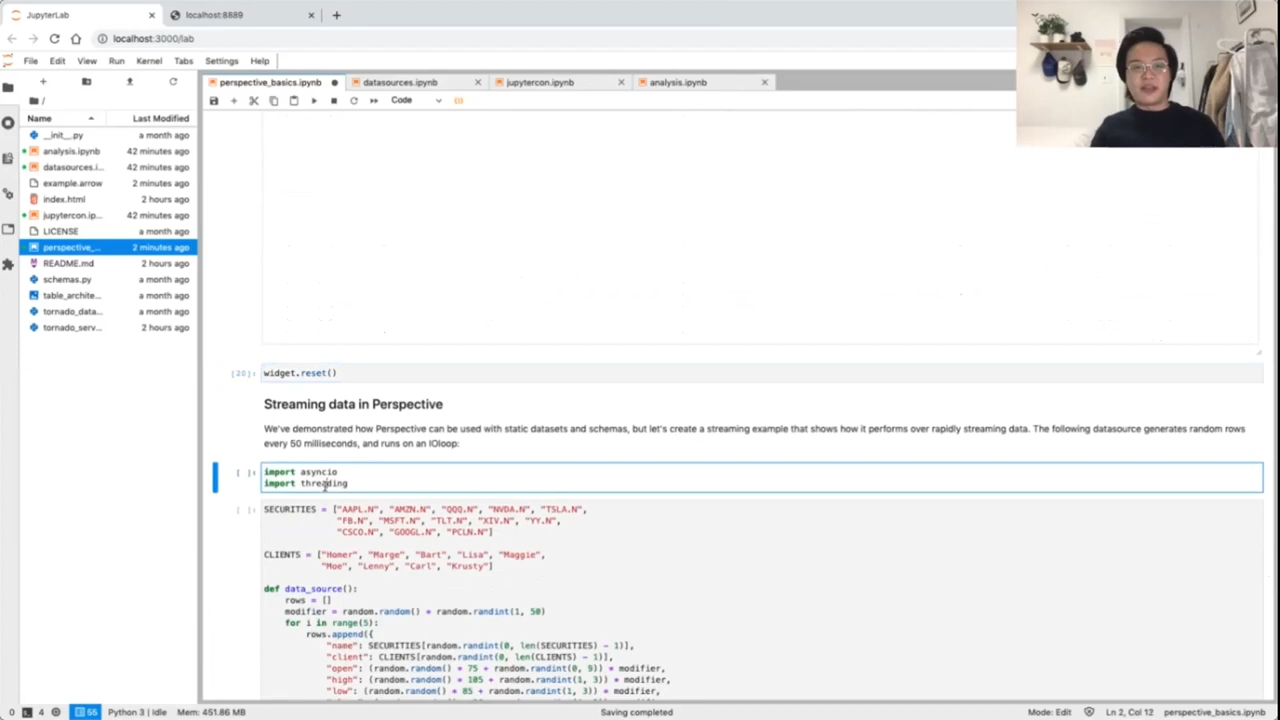 JupyterLab
localhost:8889
localhost:3000/lab
File Edit View Run Kernel Tabs Settings Help
perspective_basics.ipynb
datasources.ipynb
jupytercon.ipynb
analysis.ipynb
Code
/
Name
Last Modified
__init__.py a month ago
analysis.ipynb 42 minutes ago
datasources.i... 42 minutes ago
example.arrow 2 minutes ago
index.html 2 hours ago
jupytercon.ip... 42 minutes ago
LICENSE a month ago
perspective_... 2 minutes ago
README.md 2 hours ago
schemas.py a month ago
table_archite... a month ago
tornado_data... a month ago
tornado_serv... 2 hours ago
[20]: widget.reset()
Streaming data in Perspective
We've demonstrated how Perspective can be used with static datasets and schemas, but let's create a streaming example that shows how it performs over rapidly streaming data. The following datasource generates random rows
every 50 milliseconds, and runs on an IOloop:
[ ]: import asyncio
import threading
[ ]: SECURITIES = ["AAPL.N", "AMZN.N", "QQQ.N", "NVDA.N", "TSLA.N",
"FB.N", "MSFT.N", "TLT.N", "XIV.N", "YY.N",
"CSCO.N", "GOOGL.N", "PCLN.N"]
CLIENTS = ["Homer", "Marge", "Bart", "Lisa", "Maggie",
"Moe", "Lenny", "Carl", "Krusty"]
def data_source():
rows = []
modifier = random.random() * random.randint(1, 50)
for i in range(5):
rows.append({
"name": SECURITIES[random.randint(0, len(SECURITIES) - 1)],
"client": CLIENTS[random.randint(0, len(CLIENTS) - 1)],
"open": (random.random() * 75 + random.randint(0, 9)) * modifier,
"high": (random.random() * 105 + random.randint(1, 3)) * modifier,
"low": (random.random() * 85 + random.randint(1, 3)) * modifier,
0 4 55 Python 3 | Idle Mem: 451.86 MB Saving completed Mode: Edit Ln 2, Col 12 perspective_basics.ipynb